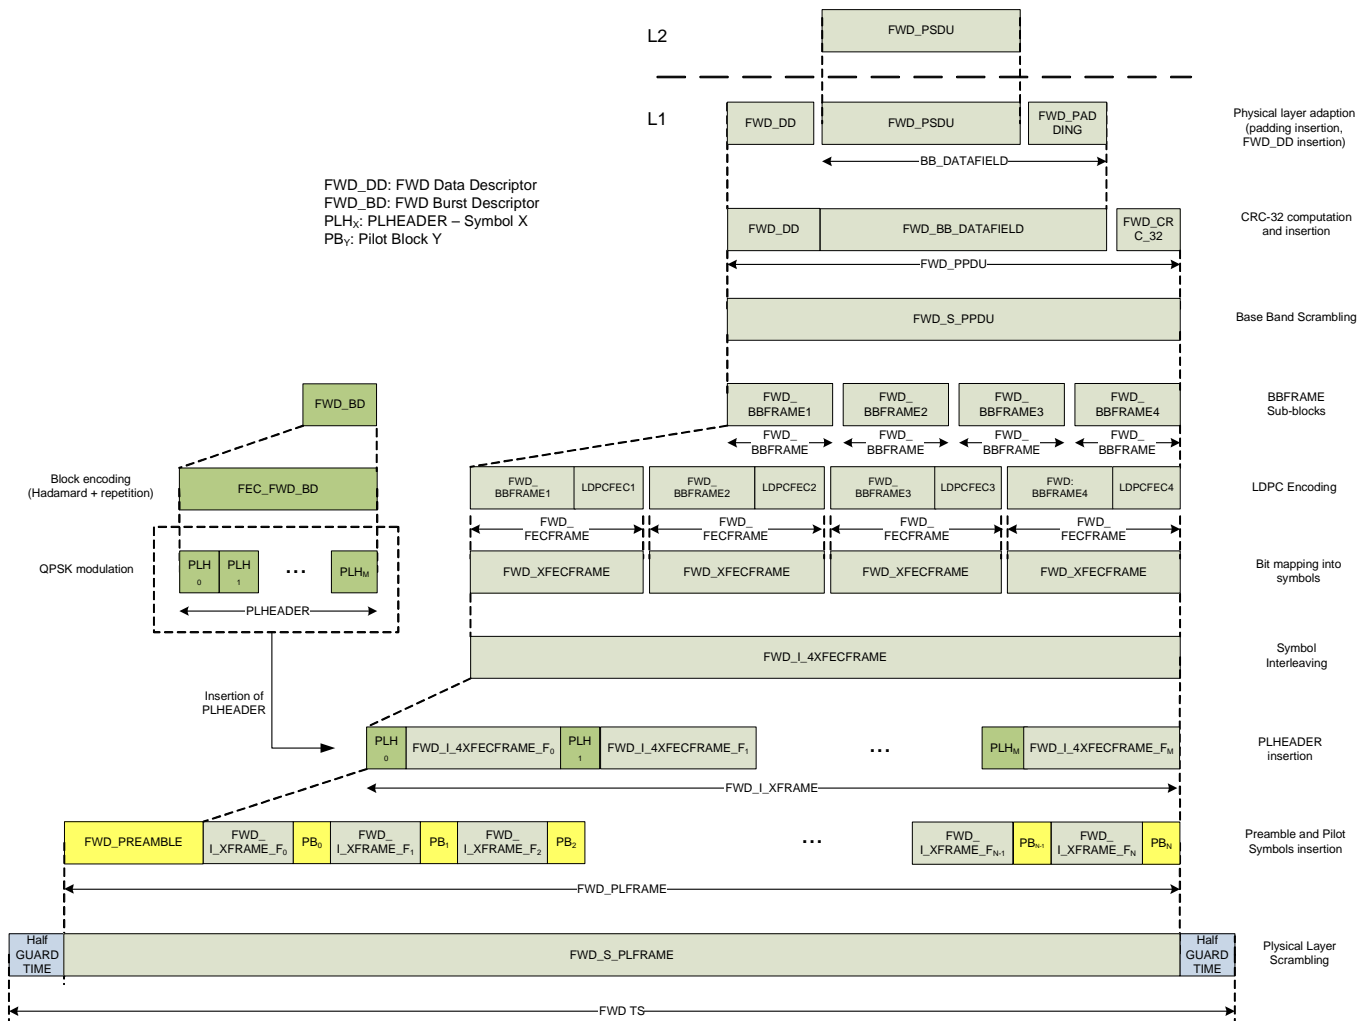 L2
FWD_PSDU
L1
FWD_DD
FWD_PSDU
FWD_PAD
DING
Physical layer adaption
(padding insertion,
FWD_DD insertion)
BB_DATAFIELD
FWD_DD: FWD Data Descriptor
FWD_BD: FWD Burst Descriptor
PLHX: PLHEADER – Symbol X
PBY: Pilot Block Y
FWD_DD
FWD_BB_DATAFIELD
FWD_CR
C_32
CRC-32 computation
and insertion
FWD_PPDU
FWD_S_PPDU
Base Band Scrambling
FWD_BD
FWD_
BBFRAME1
FWD_
BBFRAME2
FWD_
BBFRAME3
FWD_
BBFRAME4
BBFRAME
Sub-blocks
FWD_
BBFRAME
FWD_
BBFRAME
FWD_
BBFRAME
FWD_
BBFRAME
Block encoding
(Hadamard + repetition)
FEC_FWD_BD
FWD_
BBFRAME1
LDPCFEC1
FWD_
BBFRAME2
LDPCFEC2
FWD_
BBFRAME3
LDPCFEC3
FWD:
BBFRAME4
LDPCFEC4
LDPC Encoding
FWD_
FECFRAME
FWD_
FECFRAME
FWD_
FECFRAME
FWD_
FECFRAME
QPSK modulation
PLH
0
PLH
1
...
PLHM
PLHEADER
FWD_XFECFRAME
FWD_XFECFRAME
FWD_XFECFRAME
FWD_XFECFRAME
Bit mapping into
symbols
FWD_I_4XFECFRAME
Symbol
Interleaving
Insertion of
PLHEADER
PLH
0
FWD_I_4XFECFRAME_F0
PLH
1
FWD_I_4XFECFRAME_F1
...
PLHM
FWD_I_4XFECFRAME_FM
PLHEADER
insertion
FWD_I_XFRAME
FWD_PREAMBLE
FWD_
I_XFRAME_F0
PB0
FWD_
I_XFRAME_F1
PB1
FWD_
I_XFRAME_F2
PB2
...
FWD_
I_XFRAME_FN-1
PBN-1
FWD_
I_XFRAME_FN
PBN
Preamble and Pilot
Symbols insertion
FWD_PLFRAME
Half
GUARD
TIME
FWD_S_PLFRAME
Half
GUARD
TIME
Plysical Layer
Scrambling
FWD TS